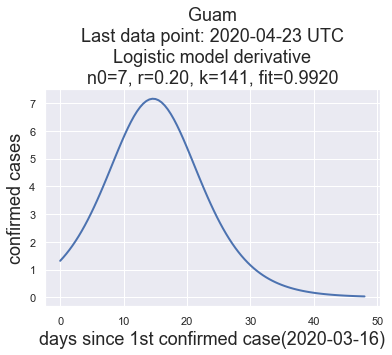 Guam
Last data point: 2020-04-23 UTC
Logistic model derivative
n0=7, r=0.20, k=141, fit=0.9920
7
6
5
4
3
2
1
0
confirmed cases
0 10 20 30 40 50
days since 1st confirmed case(2020-03-16)